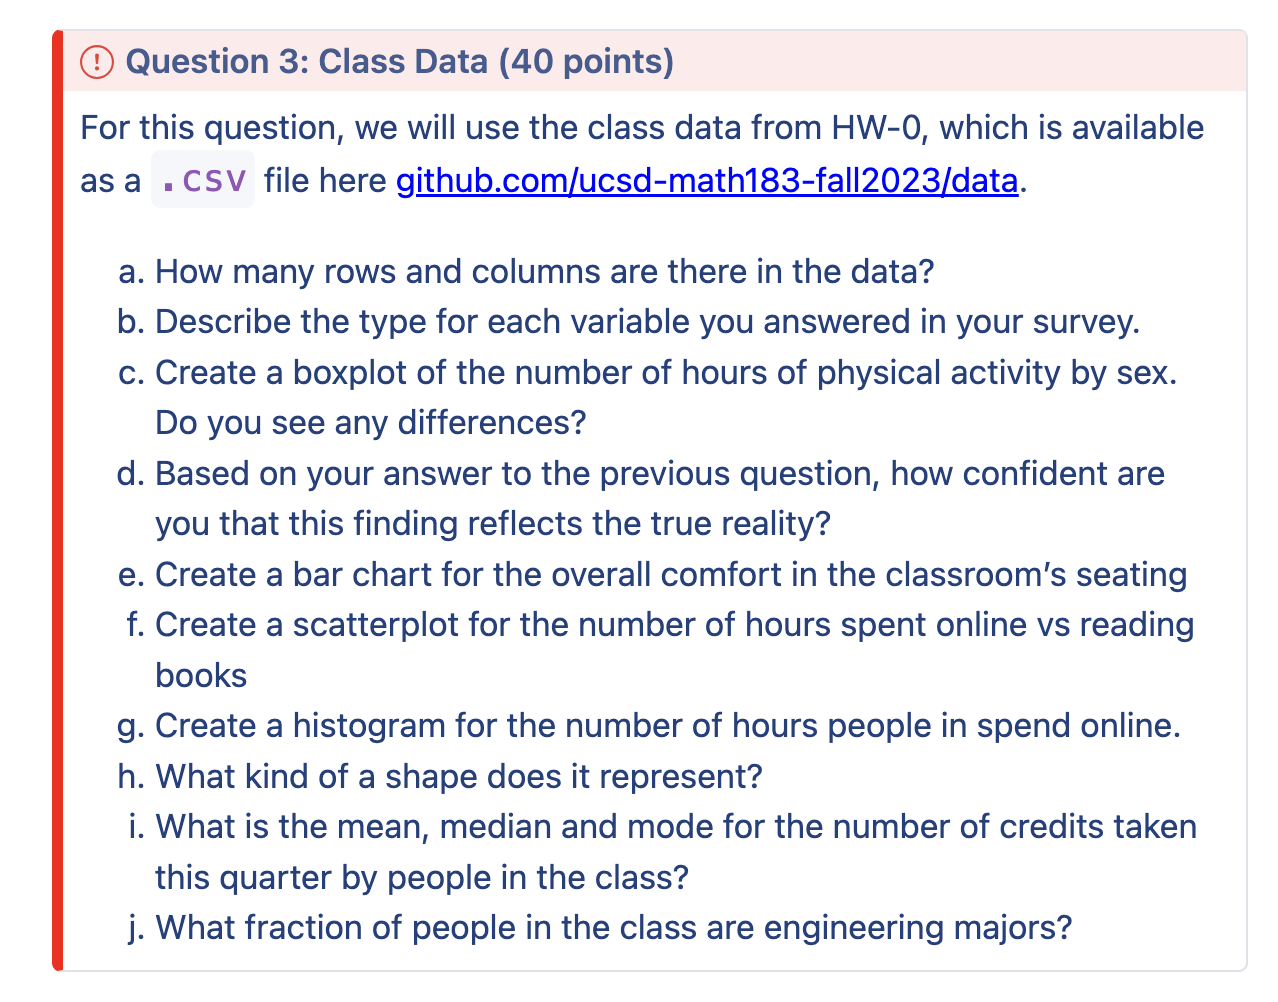 Question 3: Class Data (40 points)
For this question, we will use the class data from HW-0, which is available
as a .CSV file here github.com/ucsd-math183-fall2023/data.
a. How many rows and columns are there in the data?
b. Describe the type for each variable you answered in your survey.
c. Create a boxplot of the number of hours of physical activity by sex.
Do you see any differences?
d. Based on your answer to the previous question, how confident are
you that this finding reflects the true reality?
e. Create a bar chart for the overall comfort in the classroom’s seating
f. Create a scatterplot for the number of hours spent online vs reading
books
g. Create a histogram for the number of hours people in spend online.
h. What kind of a shape does it represent?
i. What is the mean, median and mode for the number of credits taken
this quarter by people in the class?
j. What fraction of people in the class are engineering majors?